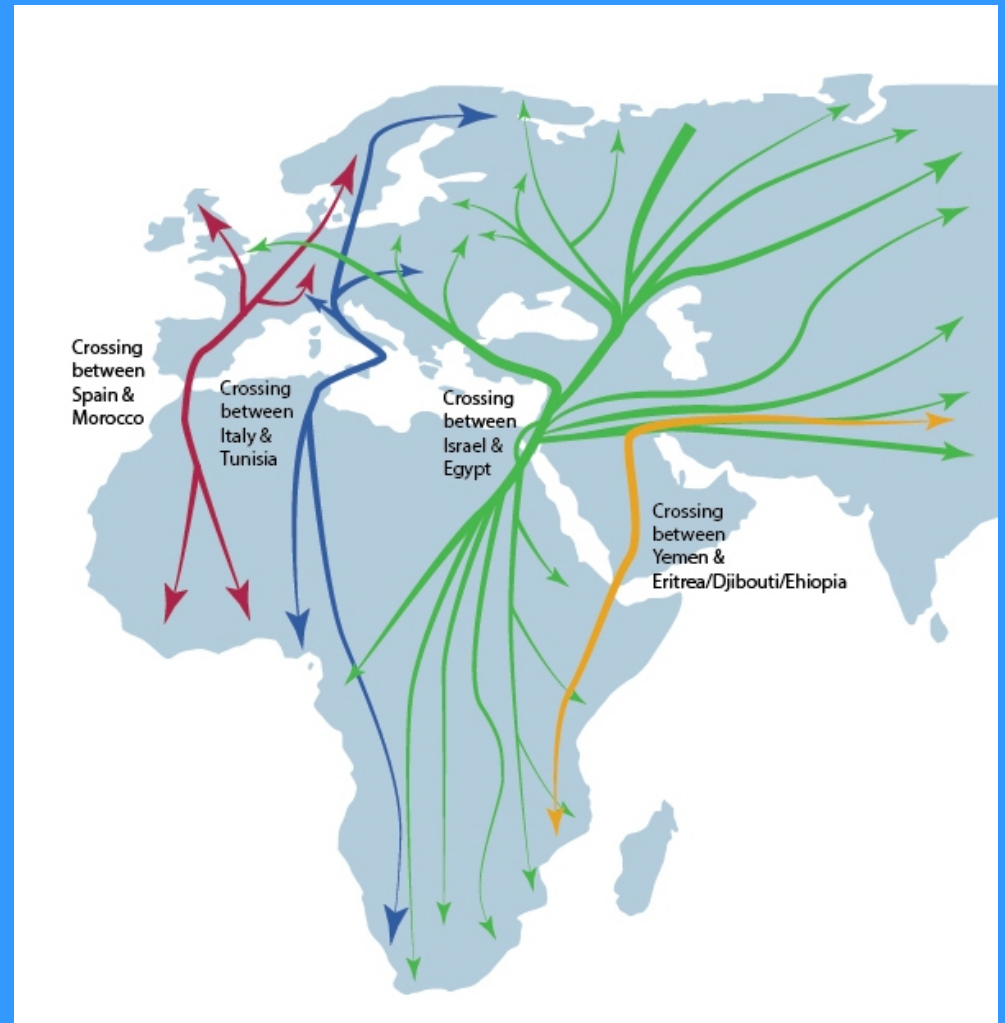 Crossing
between
Spain &
Morocco
Crossing
between
Italy &
Tunisia
Crossing
between
Israel &
Egypt
Crossing
between
Yemen &
Eritrea/Djibouti/Ehiopia